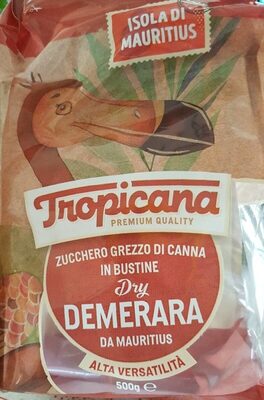 ISOLA DI
MAURITIUS
Tropicana
PREMIUM QUALITY
ZUCCHERO GREZZO DI CANNA
IN BUSTINE
Dry
DEMERARA
DA MAURITIUS
ALTA VERSATILITÀ
500g ℮